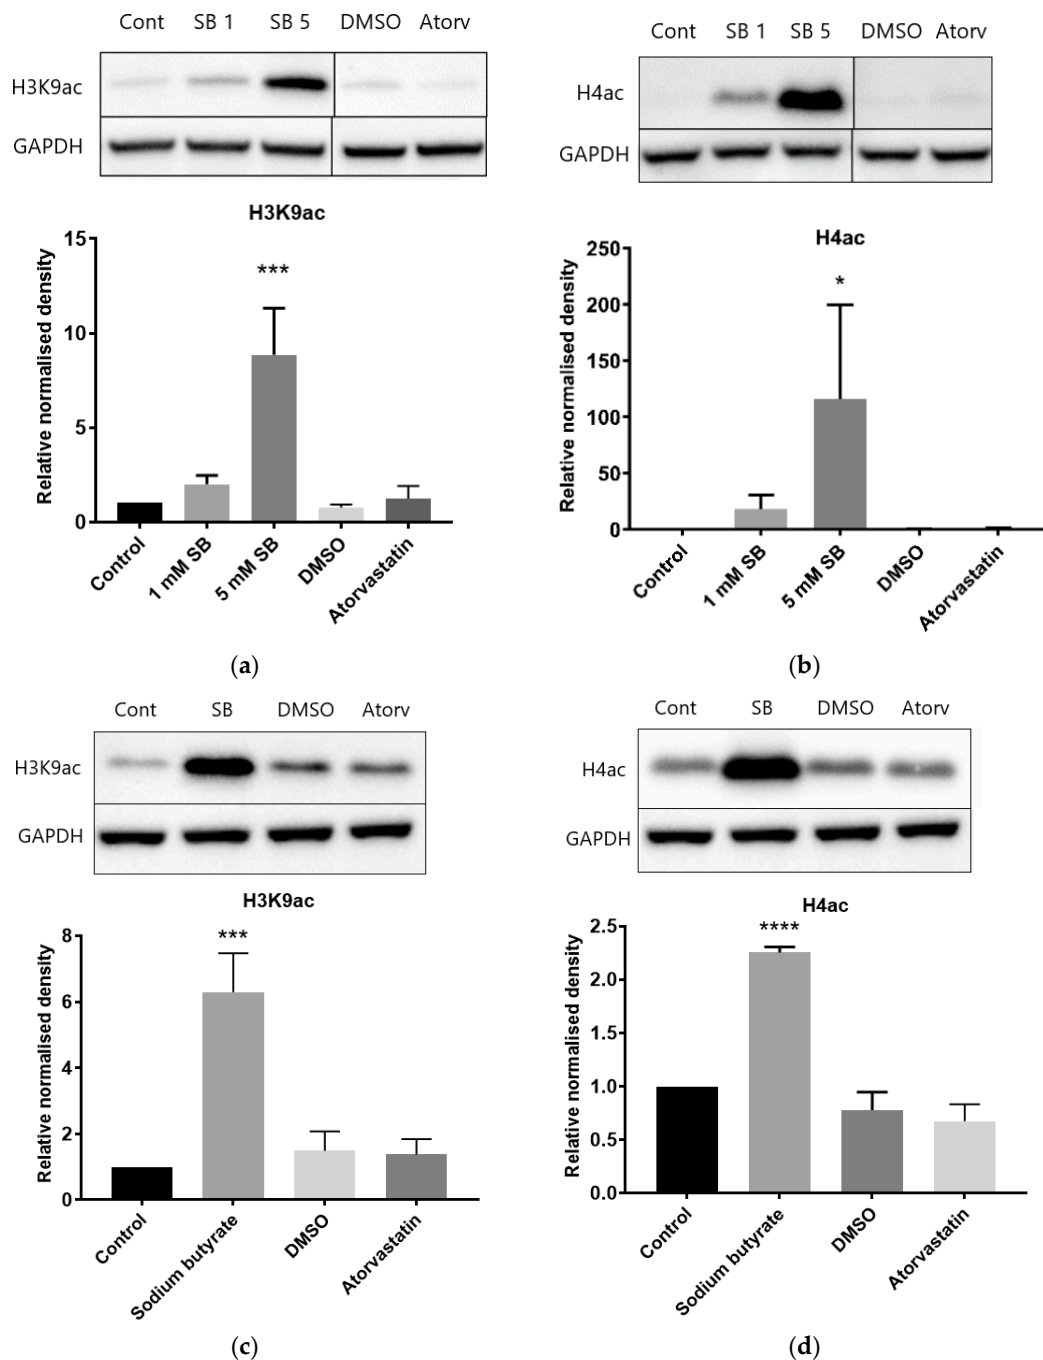 Cont SB 1 SB 5 DMSO Atorv
H3K9ac
GAPDH
H3K9ac
Relative normalised density
15
10
5
0
Control
1 mM SB
5 mM SB
DMSO
Atorvastatin
***
(a)
Cont SB 1 SB 5 DMSO Atorv
H4ac
GAPDH
H4ac
Relative normalised density
250
200
150
100
50
0
Control
1 mM SB
5 mM SB
DMSO
Atorvastatin
*
(b)
Cont SB DMSO Atorv
H3K9ac
GAPDH
H3K9ac
Relative normalised density
8
6
4
2
0
Control
Sodium butyrate
DMSO
Atorvastatin
***
(c)
Cont SB DMSO Atorv
H4ac
GAPDH
H4ac
Relative normalised density
2.5
2.0
1.5
1.0
0.5
0.0
Control
Sodium butyrate
DMSO
Atorvastatin
****
(d)